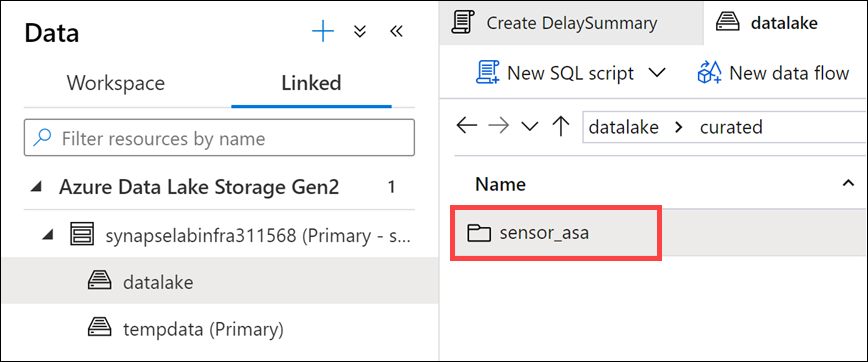 Data
Workspace
Linked
Filter resources by name
Azure Data Lake Storage Gen2 1
synapselabinfra311568 (Primary - s...
datalake
tempdata (Primary)
Create DelaySummary
datalake
New SQL script
New data flow
datalake > curated
Name
sensor_asa